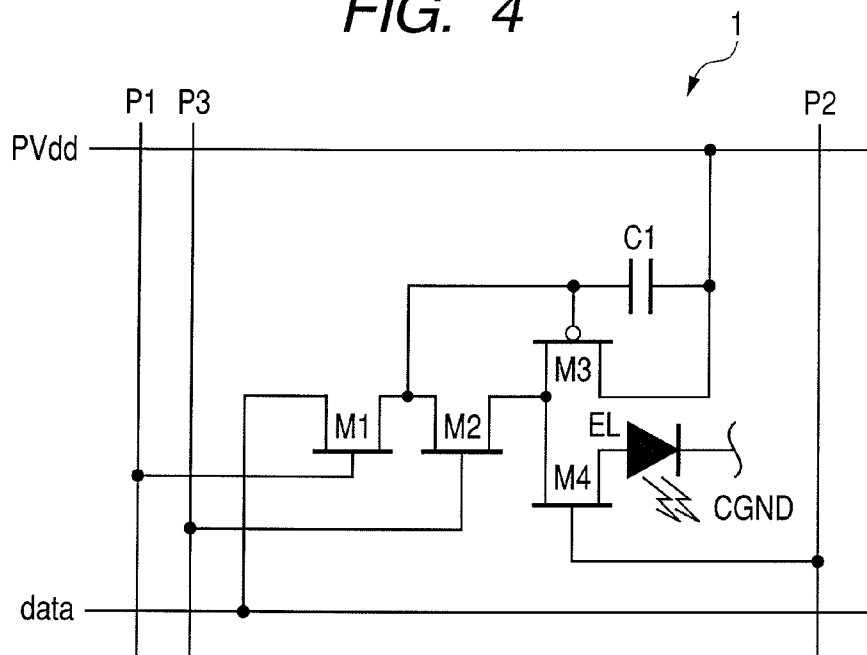 FIG. 4
1
P1 P3 P2
PVdd
C1
M3
M1 M2 EL
M4
CGND
data